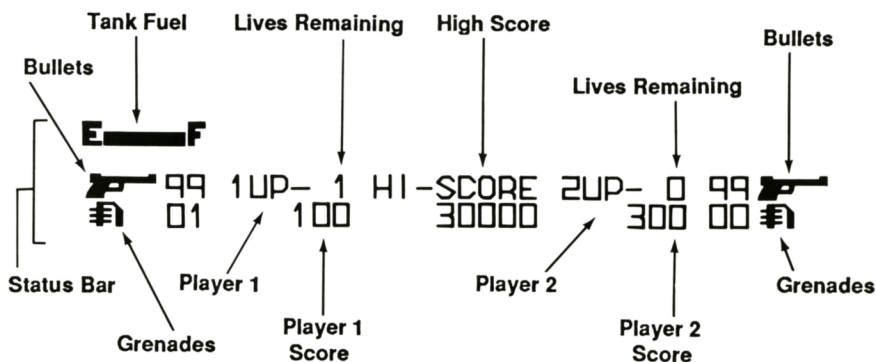 Tank Fuel Lives Remaining High Score
Bullets
Bullets
Lives Remaining
E F
99 1UP- 1 HI-SCORE 2UP- 0 99
01 100 30000 300 00
Status Bar Player 1 Player 2 Grenades
Grenades Player 1 Score Player 2 Score